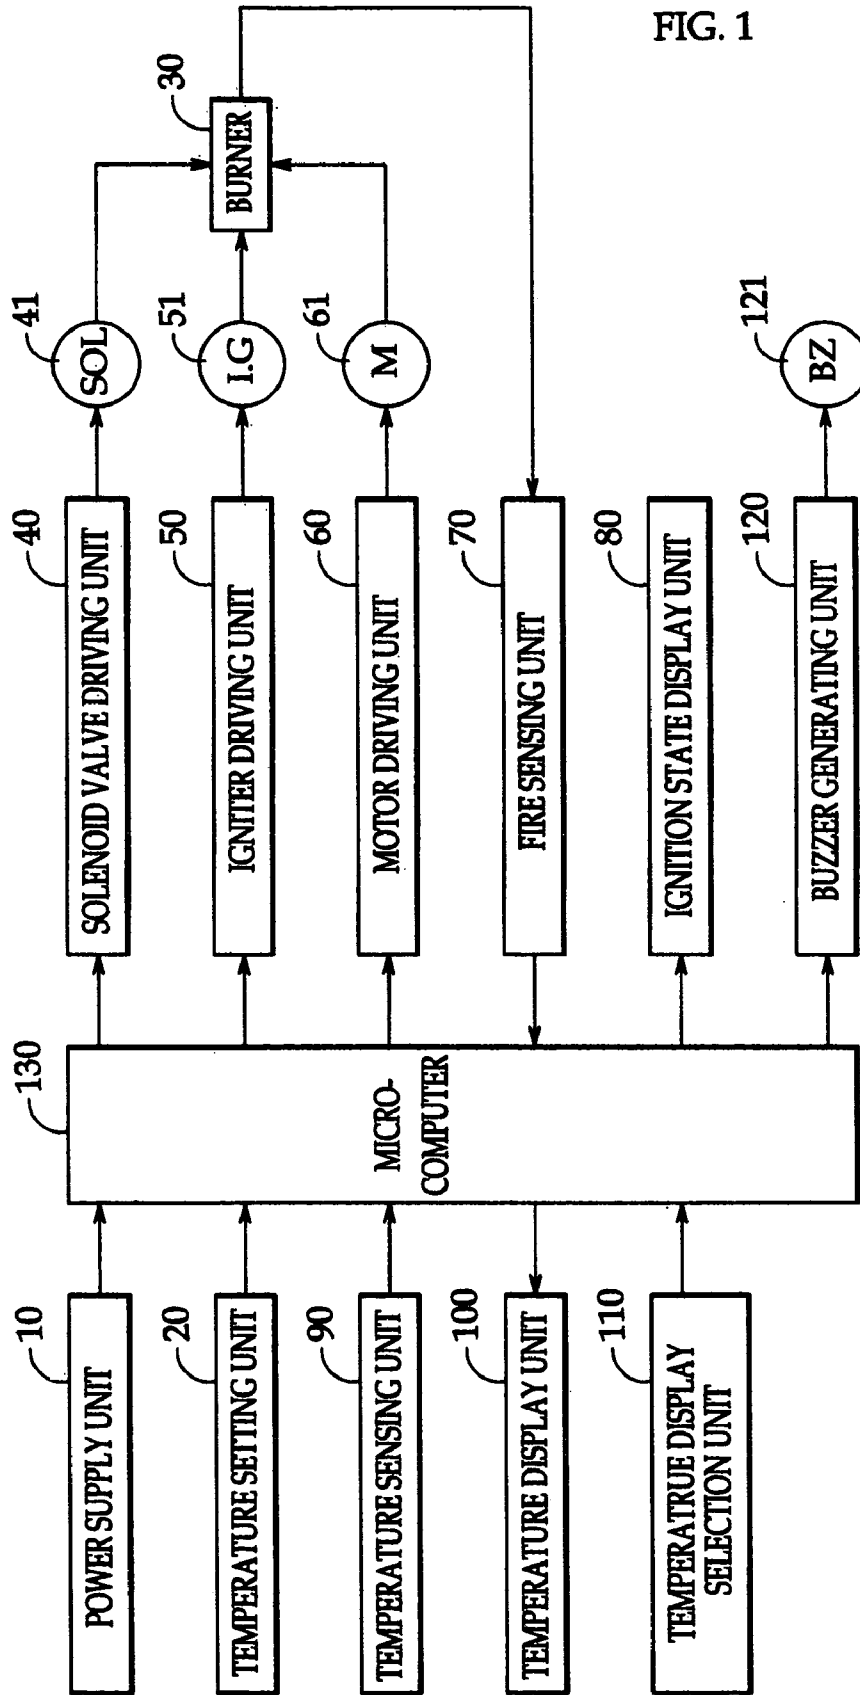 FIG. 1
10
POWER SUPPLY UNIT
20
TEMPERATURE SETTING UNIT
90
TEMPERATURE SENSING UNIT
100
TEMPERATURE DISPLAY UNIT
110
TEMPERATRUE DISPLAY
SELECTION UNIT
130
MICRO-
COMPUTER
40
SOLENOID VALVE DRIVING UNIT
50
IGNITER DRIVING UNIT
60
MOTOR DRIVING UNIT
70
FIRE SENSING UNIT
80
IGNITION STATE DISPLAY UNIT
120
BUZZER GENERATING UNIT
41
SOL
51
I.G
61
M
121
BZ
30
BURNER